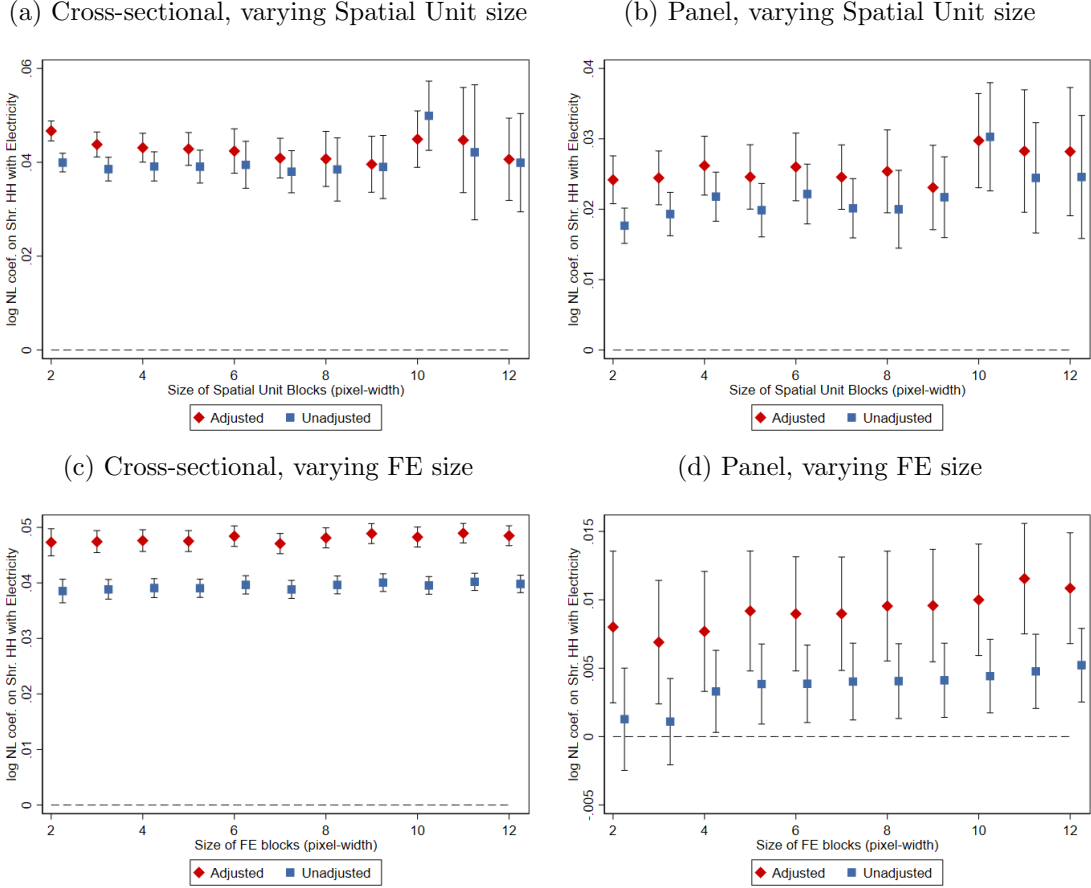 (a) Cross-sectional, varying Spatial Unit size
log NL coef. on Shr. HH with Electricity
0 .02 .04 .06
2 4 6 8 10 12
Size of Spatial Unit Blocks (pixel-width)
Adjusted Unadjusted
(b) Panel, varying Spatial Unit size
log NL coef. on Shr. HH with Electricity
0 .01 .02 .03 .04
2 4 6 8 10 12
Size of Spatial Unit Blocks (pixel-width)
Adjusted Unadjusted
(c) Cross-sectional, varying FE size
log NL coef. on Shr. HH with Electricity
0 .01 .02 .03 .04 .05
2 4 6 8 10 12
Size of FE blocks (pixel-width)
Adjusted Unadjusted
(d) Panel, varying FE size
log NL coef. on Shr. HH with Electricity
-.005 0 .005 .01 .015
2 4 6 8 10 12
Size of FE blocks (pixel-width)
Adjusted Unadjusted